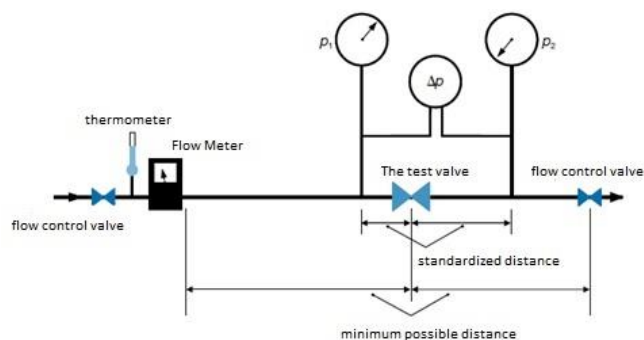 p₁
p₂
Δp
thermometer
Flow Meter
The test valve
flow control valve
flow control valve
standardized distance
minimum possible distance